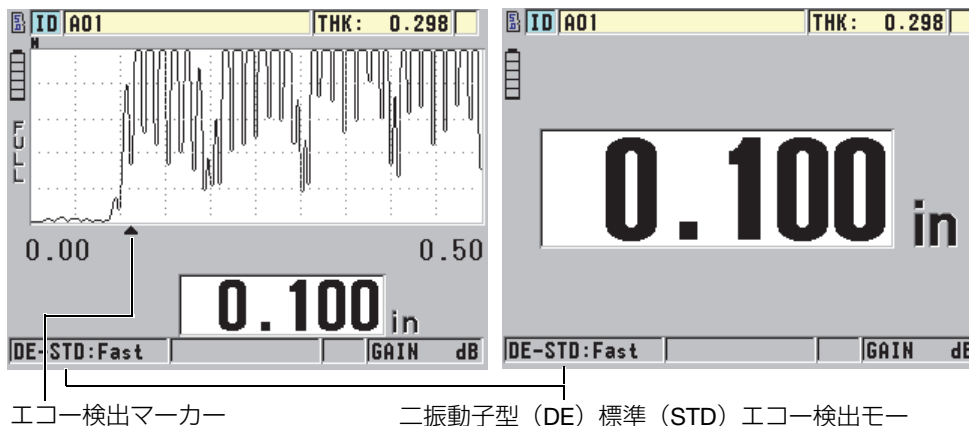 ID A01 THK: 0.298
M
FULL
0.00 0.50
0.100 in
DE-STD:Fast GAIN dB
ID A01 THK: 0.298
0.100 in
DE-STD:Fast GAIN dB
エコー検出マーカー
二振動子型（DE）標準（STD）エコー検出モー